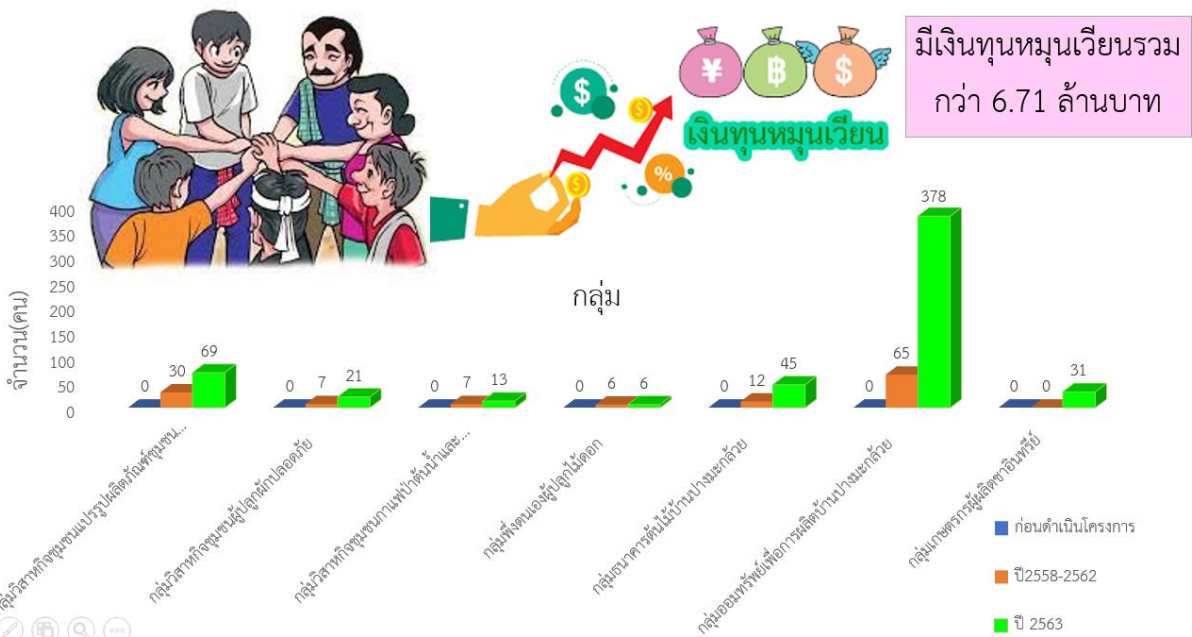 มีเงินทุนหมุนเวียนรวม
กว่า 6.71 ล้านบาท
¥ ฿ $
$
$
$
%
เงินทุนหมุนเวียน
กลุ่ม
จำนวน(คน)
400
350
300
250
200
150
100
50
0
0 30 69
0 7 21
0 7 13
0 6 6
0 12 45
0 65 378
0 0 31
กลุ่มวิสาหกิจชุมชนแปรรูปผลิตภัณฑ์ชุมชน...
กลุ่มวิสาหกิจชุมชนผู้ปลูกผักปลอดภัย
กลุ่มวิสาหกิจชุมชนกาแฟป่าต้นน้ำและ...
กลุ่มพึ่งตนเองผู้ปลูกไม้ดอก
กลุ่มธนาคารต้นไม้บ้านปางมะกล้วย
กลุ่มออมทรัพย์เพื่อการผลิตบ้านปางมะกล้วย
กลุ่มเกษตรกรผู้ผลิตชาอินทรีย์
ก่อนดำเนินโครงการ
ปี2558-2562
ปี 2563